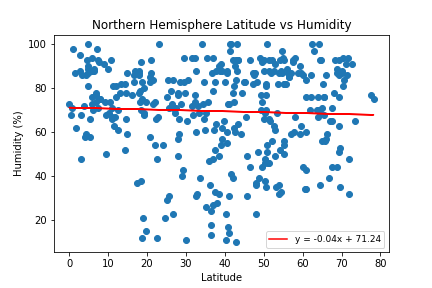 Northern Hemisphere Latitude vs Humidity
Humidity (%)
100
80
60
40
20
0 10 20 30 40 50 60 70 80
Latitude
y = -0.04x + 71.24